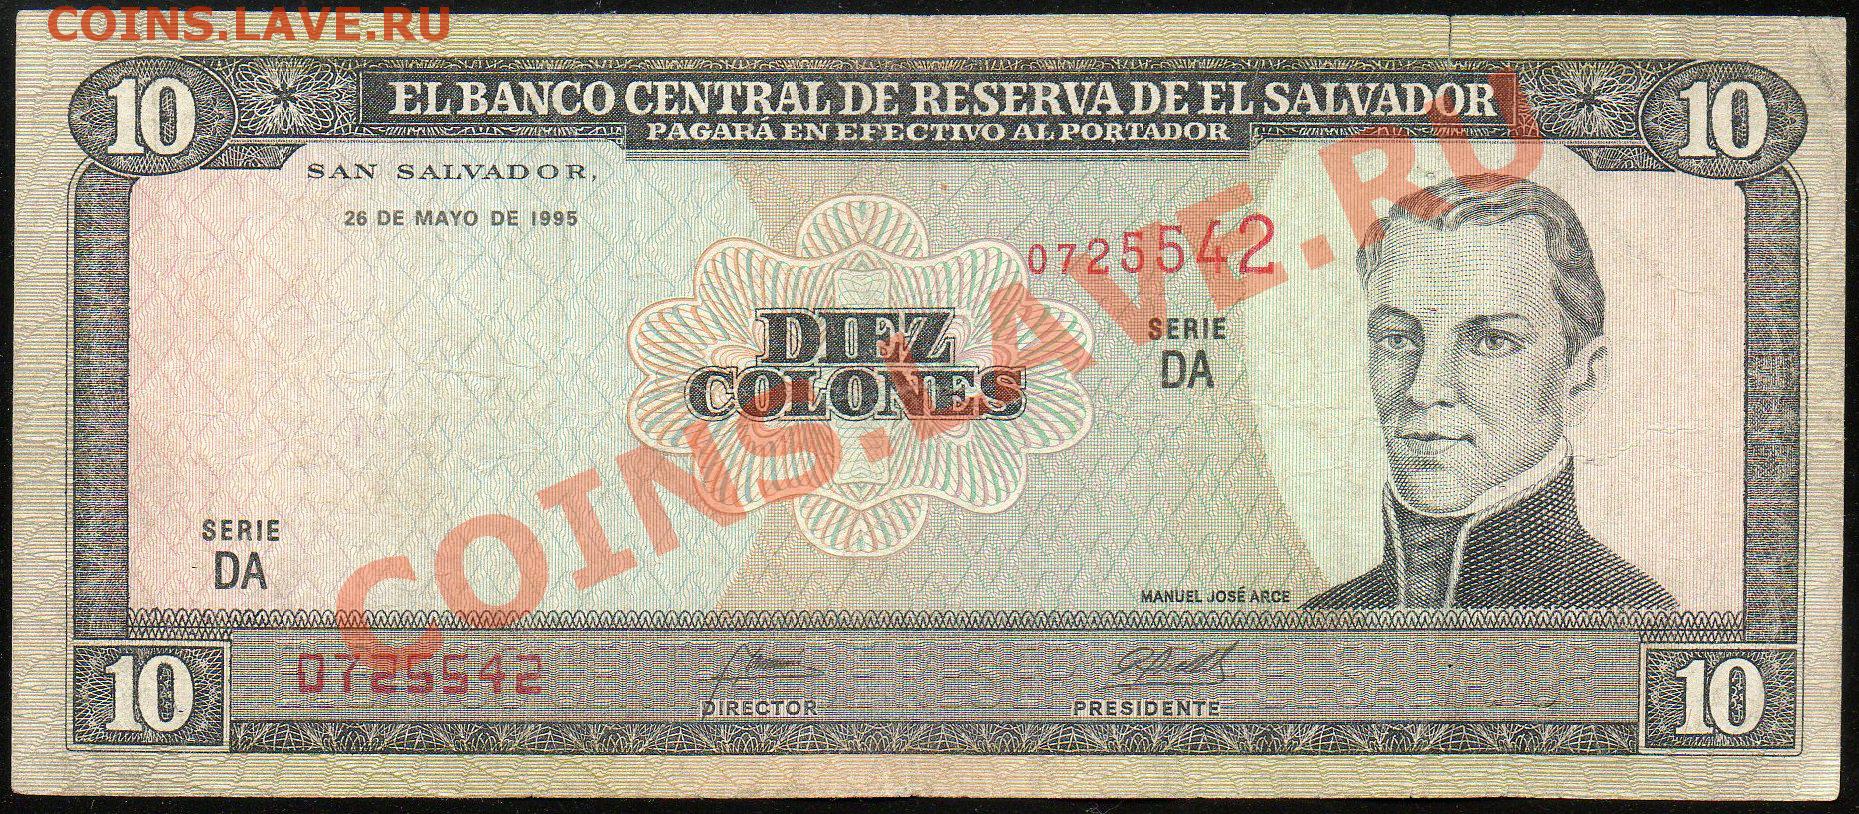 COINS.LAVE.RU
10
EL BANCO CENTRAL DE RESERVA DE EL SALVADOR
10
PAGARÁ EN EFECTIVO AL PORTADOR
SAN SALVADOR,
26 DE MAYO DE 1995
0725542
DIEZ
COLONES
SERIE
DA
COINS.LAVE.RU
SERIE
DA
MANUEL JOSÉ ARCE
10
0725542
DIRECTOR
PRESIDENTE
10